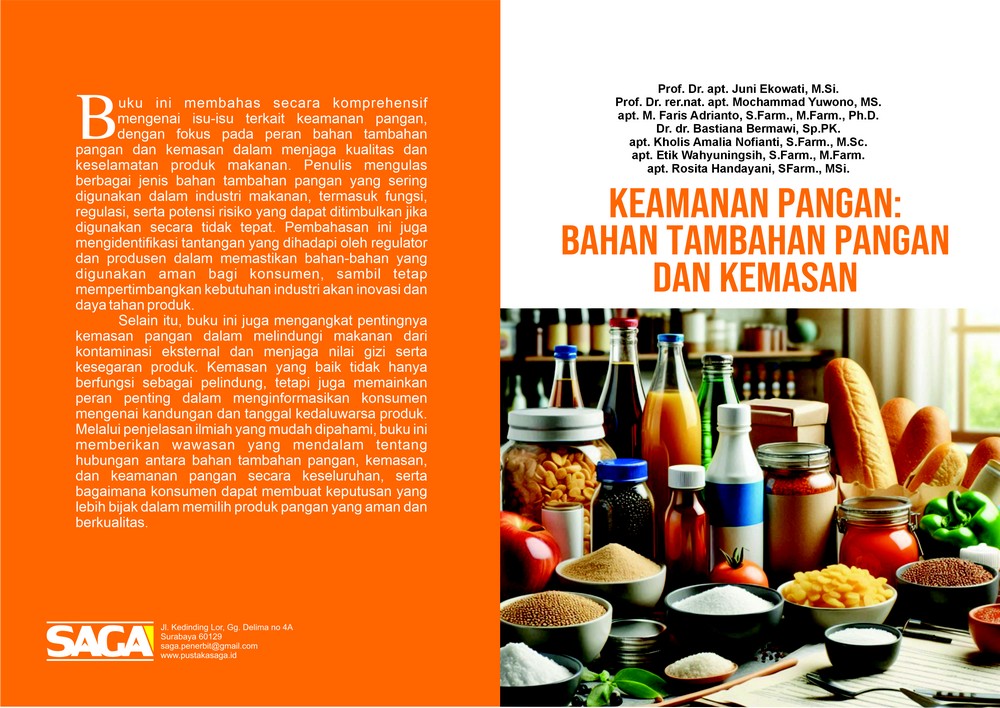 Buku ini membahas secara komprehensif
mengenai isu-isu terkait keamanan pangan,
dengan fokus pada peran bahan tambahan
pangan dan kemasan dalam menjaga kualitas dan
keselamatan produk makanan. Penulis mengulas
berbagai jenis bahan tambahan pangan yang sering
digunakan dalam industri makanan, termasuk fungsi,
regulasi, serta potensi risiko yang dapat ditimbulkan jika
digunakan secara tidak tepat. Pembahasan ini juga
mengidentifikasi tantangan yang dihadapi oleh regulator
dan produsen dalam memastikan bahan-bahan yang
digunakan aman bagi konsumen, sambil tetap
mempertimbangkan kebutuhan industri akan inovasi dan
daya tahan produk.
Selain itu, buku ini juga mengangkat pentingnya
kemasan pangan dalam melindungi makanan dari
kontaminasi eksternal dan menjaga nilai gizi serta
kesegaran produk. Kemasan yang baik tidak hanya
berfungsi sebagai pelindung, tetapi juga memainkan
peran penting dalam menginformasikan konsumen
mengenai kandungan dan tanggal kedaluwarsa produk.
Melalui penjelasan ilmiah yang mudah dipahami, buku ini
memberikan wawasan yang mendalam tentang
hubungan antara bahan tambahan pangan, kemasan,
dan keamanan pangan secara keseluruhan, serta
bagaimana konsumen dapat membuat keputusan yang
lebih bijak dalam memilih produk pangan yang aman dan
berkualitas.
SAGA
Jl. Kedinding Lor, Gg. Delima no 4A
Surabaya 60129
saga.penerbit@gmail.com
www.pustakasaga.id
Prof. Dr. apt. Juni Ekowati, M.Si.
Prof. Dr. rer.nat. apt. Mochammad Yuwono, MS.
apt. M. Faris Adrianto, S.Farm., M.Farm., Ph.D.
Dr. dr. Bastiana Bermawi, Sp.PK.
apt. Kholis Amalia Nofianti, S.Farm., M.Sc.
apt. Etik Wahyuningsih, S.Farm., M.Farm.
apt. Rosita Handayani, SFarm., MSi.
KEAMANAN PANGAN:
BAHAN TAMBAHAN PANGAN
DAN KEMASAN